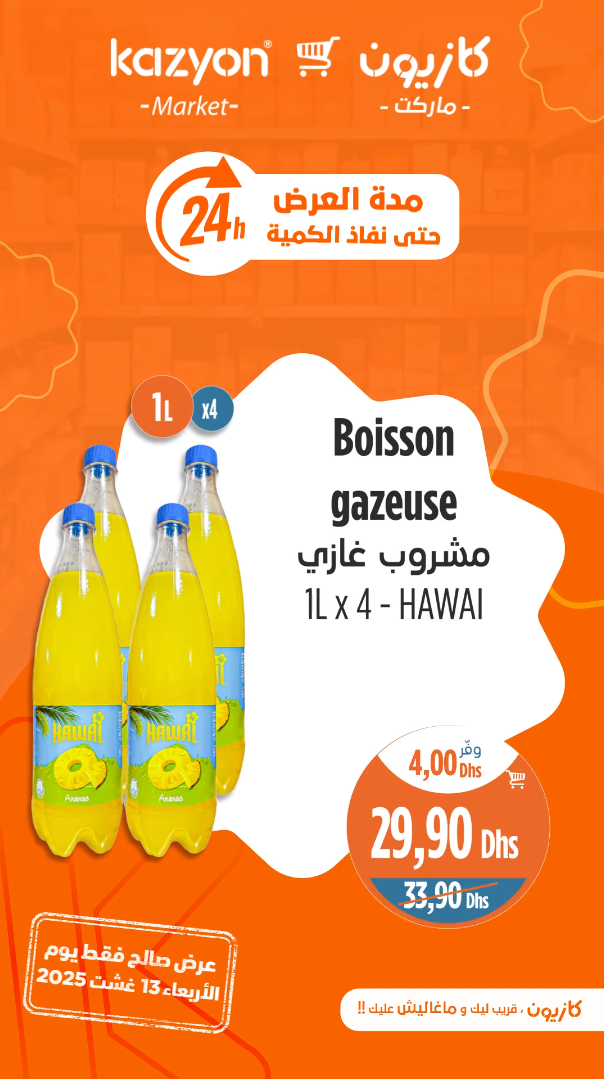 kazyon® كازيون
-Market- - ماركت -
24h
مدة العرض
حتى نفاذ الكمية
1L x4
Boisson
gazeuse
مشروب غازي
1L x 4 - HAWAI
HAWAI HAWAI
Ananas Ananas
وفّر
4,00 Dhs
29,90 Dhs
33,90 Dhs
عرض صالح فقط يوم
الأربعاء 13 غشت 2025
كازيون ، قريب ليك و ماغاليش عليك !!